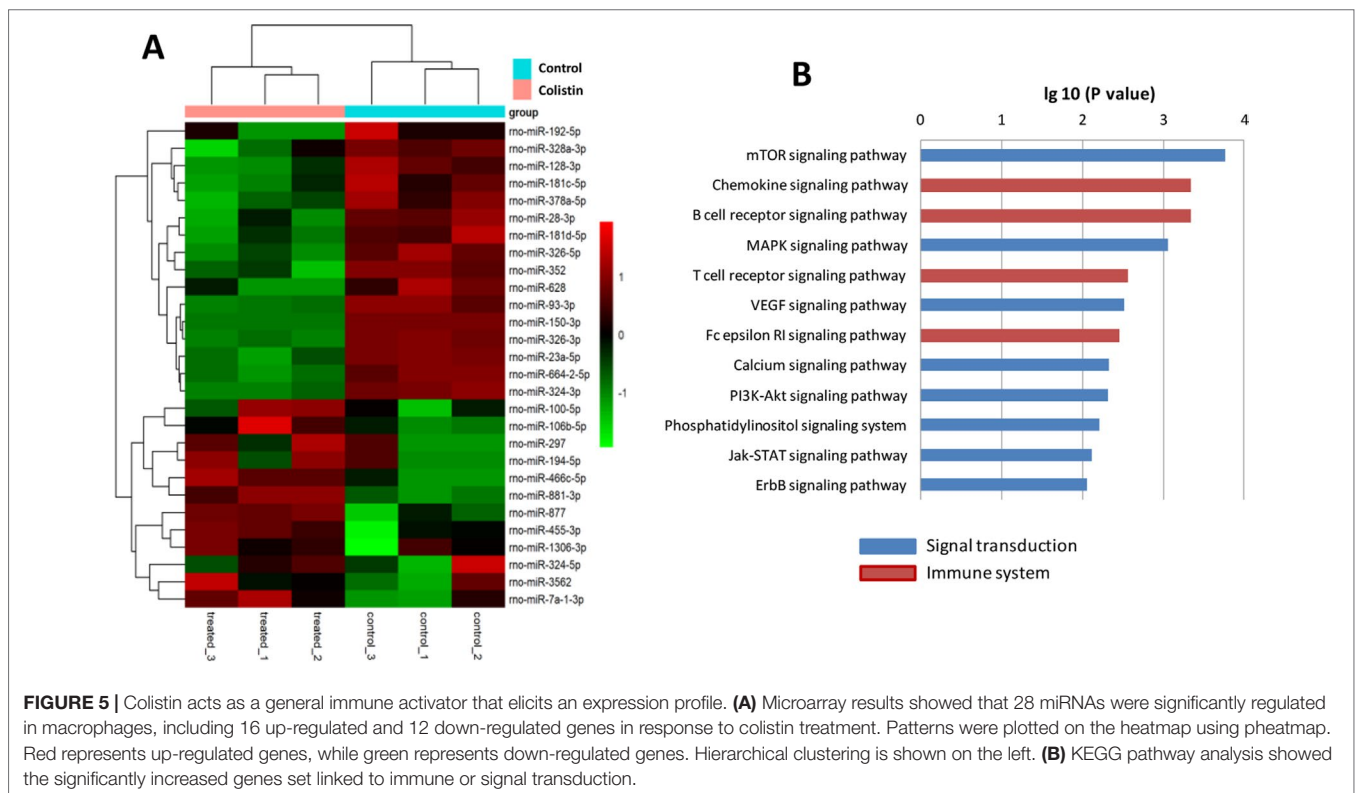 A
Control
Colistin
group
rno-miR-192-5p
rno-miR-328a-3p
rno-miR-128-3p
rno-miR-181c-5p
rno-miR-378a-5p
rno-miR-28-3p
rno-miR-181d-5p
rno-miR-326-5p
rno-miR-352
rno-miR-628
rno-miR-93-3p
rno-miR-150-3p
rno-miR-326-3p
rno-miR-23a-5p
rno-miR-664-2-5p
rno-miR-324-3p
rno-miR-100-5p
rno-miR-106b-5p
rno-miR-297
rno-miR-194-5p
rno-miR-466c-5p
rno-miR-881-3p
rno-miR-877
rno-miR-455-3p
rno-miR-1306-3p
rno-miR-324-5p
rno-miR-3562
rno-miR-7a-1-3p
1
0
-1
treated_3
treated_1
treated_2
control_3
control_1
control_2
B
lg 10 (P value)
0 1 2 3 4
mTOR signaling pathway
Chemokine signaling pathway
B cell receptor signaling pathway
MAPK signaling pathway
T cell receptor signaling pathway
VEGF signaling pathway
Fc epsilon RI signaling pathway
Calcium signaling pathway
PI3K-Akt signaling pathway
Phosphatidylinositol signaling system
Jak-STAT signaling pathway
ErbB signaling pathway
Signal transduction
Immune system
FIGURE 5 | Colistin acts as a general immune activator that elicits an expression profile. (A) Microarray results showed that 28 miRNAs were significantly regulated
in macrophages, including 16 up-regulated and 12 down-regulated genes in response to colistin treatment. Patterns were plotted on the heatmap using pheatmap.
Red represents up-regulated genes, while green represents down-regulated genes. Hierarchical clustering is shown on the left. (B) KEGG pathway analysis showed
the significantly increased genes set linked to immune or signal transduction.